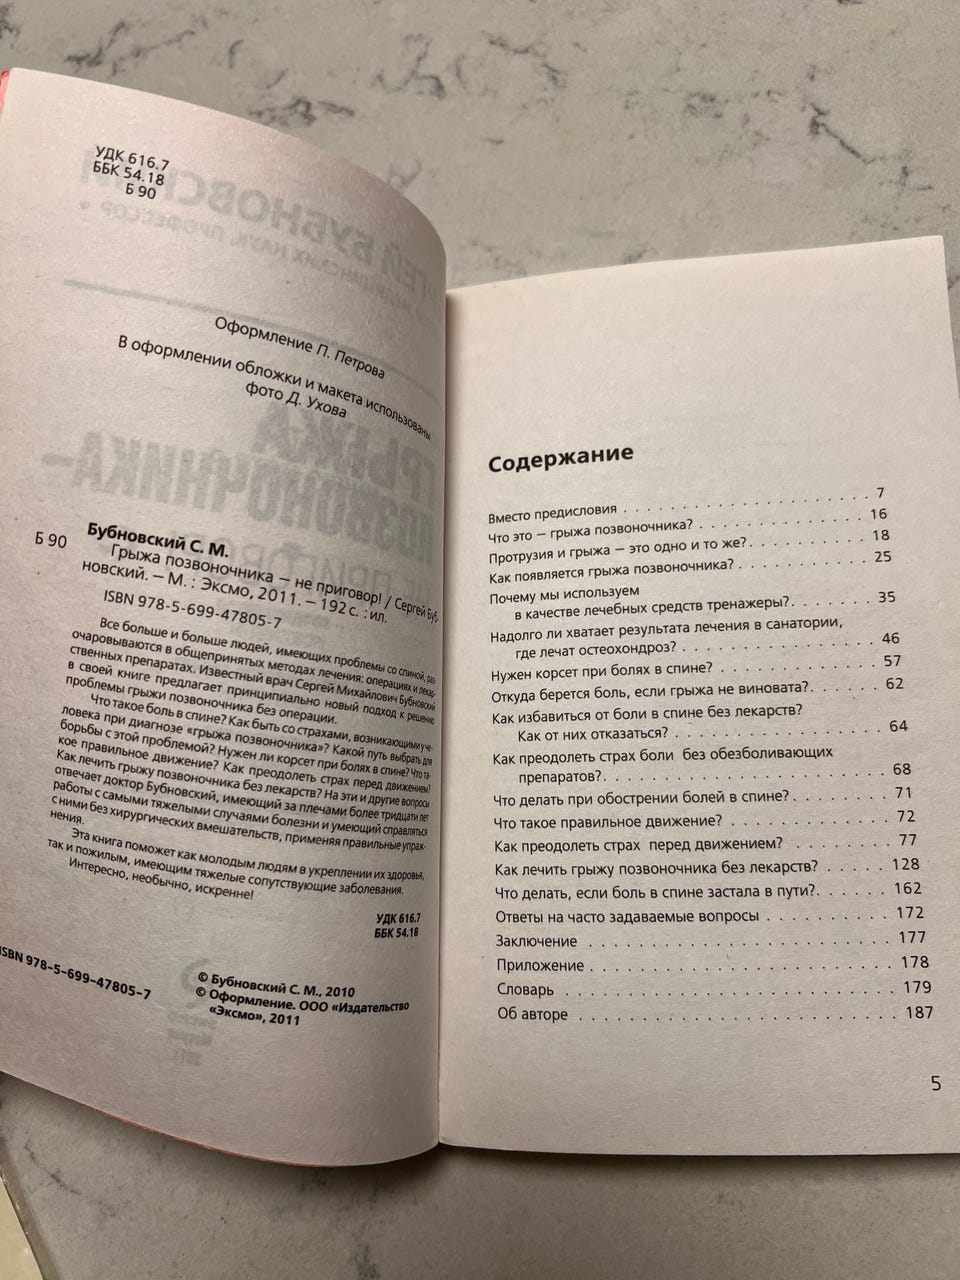 УДК 616.7
ББК 54.18
Б 90
Оформление П. Петрова
В оформлении обложки и макета использованы
фото Д. Ухова
Бубновский С. М.
Б 90
Грыжа позвоночника — не приговор! / Сергей Буб-
новский. — М. : Эксмо, 2011. — 192 с. : ил.
ISBN 978-5-699-47805-7
Все больше и больше людей, имеющих проблемы со спиной, раз-
очаровываются в общепринятых методах лечения: операциях и лекар-
ственных препаратах. Известный врач Сергей Михайлович Бубновский
в своей книге предлагает принципиально новый подход к решению
проблемы грыжи позвоночника без операции.
Что такое боль в спине? Как быть со страхами, возникающими у че-
ловека при диагнозе «грыжа позвоночника»? Какой путь выбрать для
борьбы с этой проблемой? Нужен ли корсет при болях в спине? Что та-
кое правильное движение? Как преодолеть страх перед движением?
Как лечить грыжу позвоночника без лекарств? На эти и другие вопросы
отвечает доктор Бубновский, имеющий за плечами более тридцати лет
работы с самыми тяжелыми случаями болезни и умеющий справляться
с ними без хирургических вмешательств, применяя правильные упраж-
нения.
Эта книга поможет как молодым людям в укреплении их здоровья,
так и пожилым, имеющим тяжелые сопутствующие заболевания.
Интересно, необычно, искренне!
УДК 616.7
ББК 54.18
ISBN 978-5-699-47805-7
© Бубновский С. М., 2010
© Оформление. ООО «Издательство
«Эксмо», 2011
Содержание
Вместо предисловия . . . . . . . . . . . . . . . . . . 7
Что это — грыжа позвоночника? . . . . . . . . . . . . 16
Протрузия и грыжа — это одно и то же?. . . . . . . . . 18
Как появляется грыжа позвоночника? . . . . . . . . . . 25
Почему мы используем
в качестве лечебных средств тренажеры?. . . . . . . 35
Надолго ли хватает результата лечения в санатории,
где лечат остеохондроз? . . . . . . . . . . . . . . . 46
Нужен корсет при болях в спине? . . . . . . . . . . . . 57
Откуда берется боль, если грыжа не виновата?. . . . . . 62
Как избавиться от боли в спине без лекарств?
Как от них отказаться? . . . . . . . . . . . . . . . . 64
Как преодолеть страх боли без обезболивающих
препаратов?. . . . . . . . . . . . . . . . . . . . . 68
Что делать при обострении болей в спине?. . . . . . . . 71
Что такое правильное движение? . . . . . . . . . . . . 72
Как преодолеть страх перед движением? . . . . . . . . 77
Как лечить грыжу позвоночника без лекарств? . . . . . . 128
Что делать, если боль в спине застала в пути?. . . . . . 162
Ответы на часто задаваемые вопросы . . . . . . . . . . 172
Заключение . . . . . . . . . . . . . . . . . . . . . . 177
Приложение . . . . . . . . . . . . . . . . . . . . . . 178
Словарь . . . . . . . . . . . . . . . . . . . . . . . . 179
Об авторе . . . . . . . . . . . . . . . . . . . . . . . 187
5